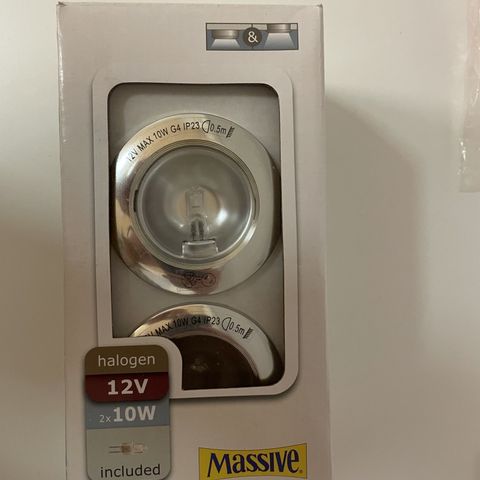 &
12V MAX 10W G4 IP23 0.5m
V MAX 10W G4 IP23 0.5m
halogen
12V
2x 10W
included
Massive